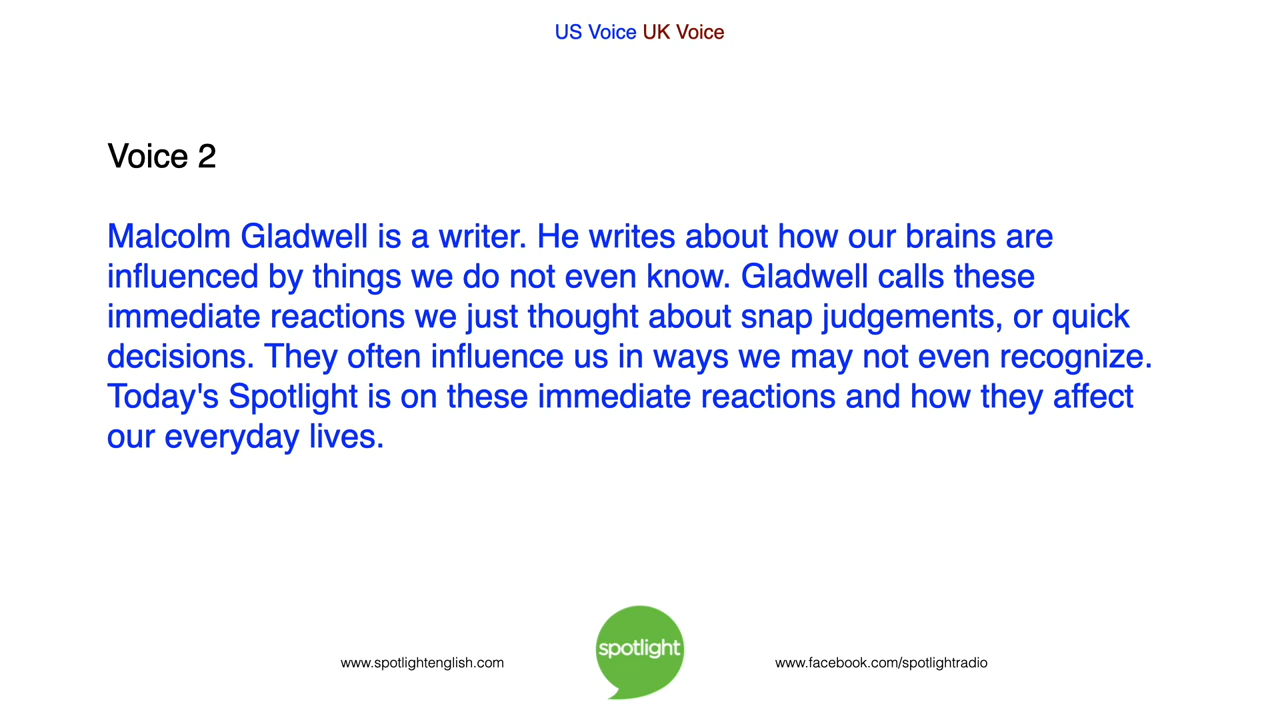 US Voice UK Voice
Voice 2
Malcolm Gladwell is a writer. He writes about how our brains are
influenced by things we do not even know. Gladwell calls these
immediate reactions we just thought about snap judgements, or quick
decisions. They often influence us in ways we may not even recognize.
Today's Spotlight is on these immediate reactions and how they affect
our everyday lives.
www.spotlightenglish.com
spotlight
www.facebook.com/spotlightradio